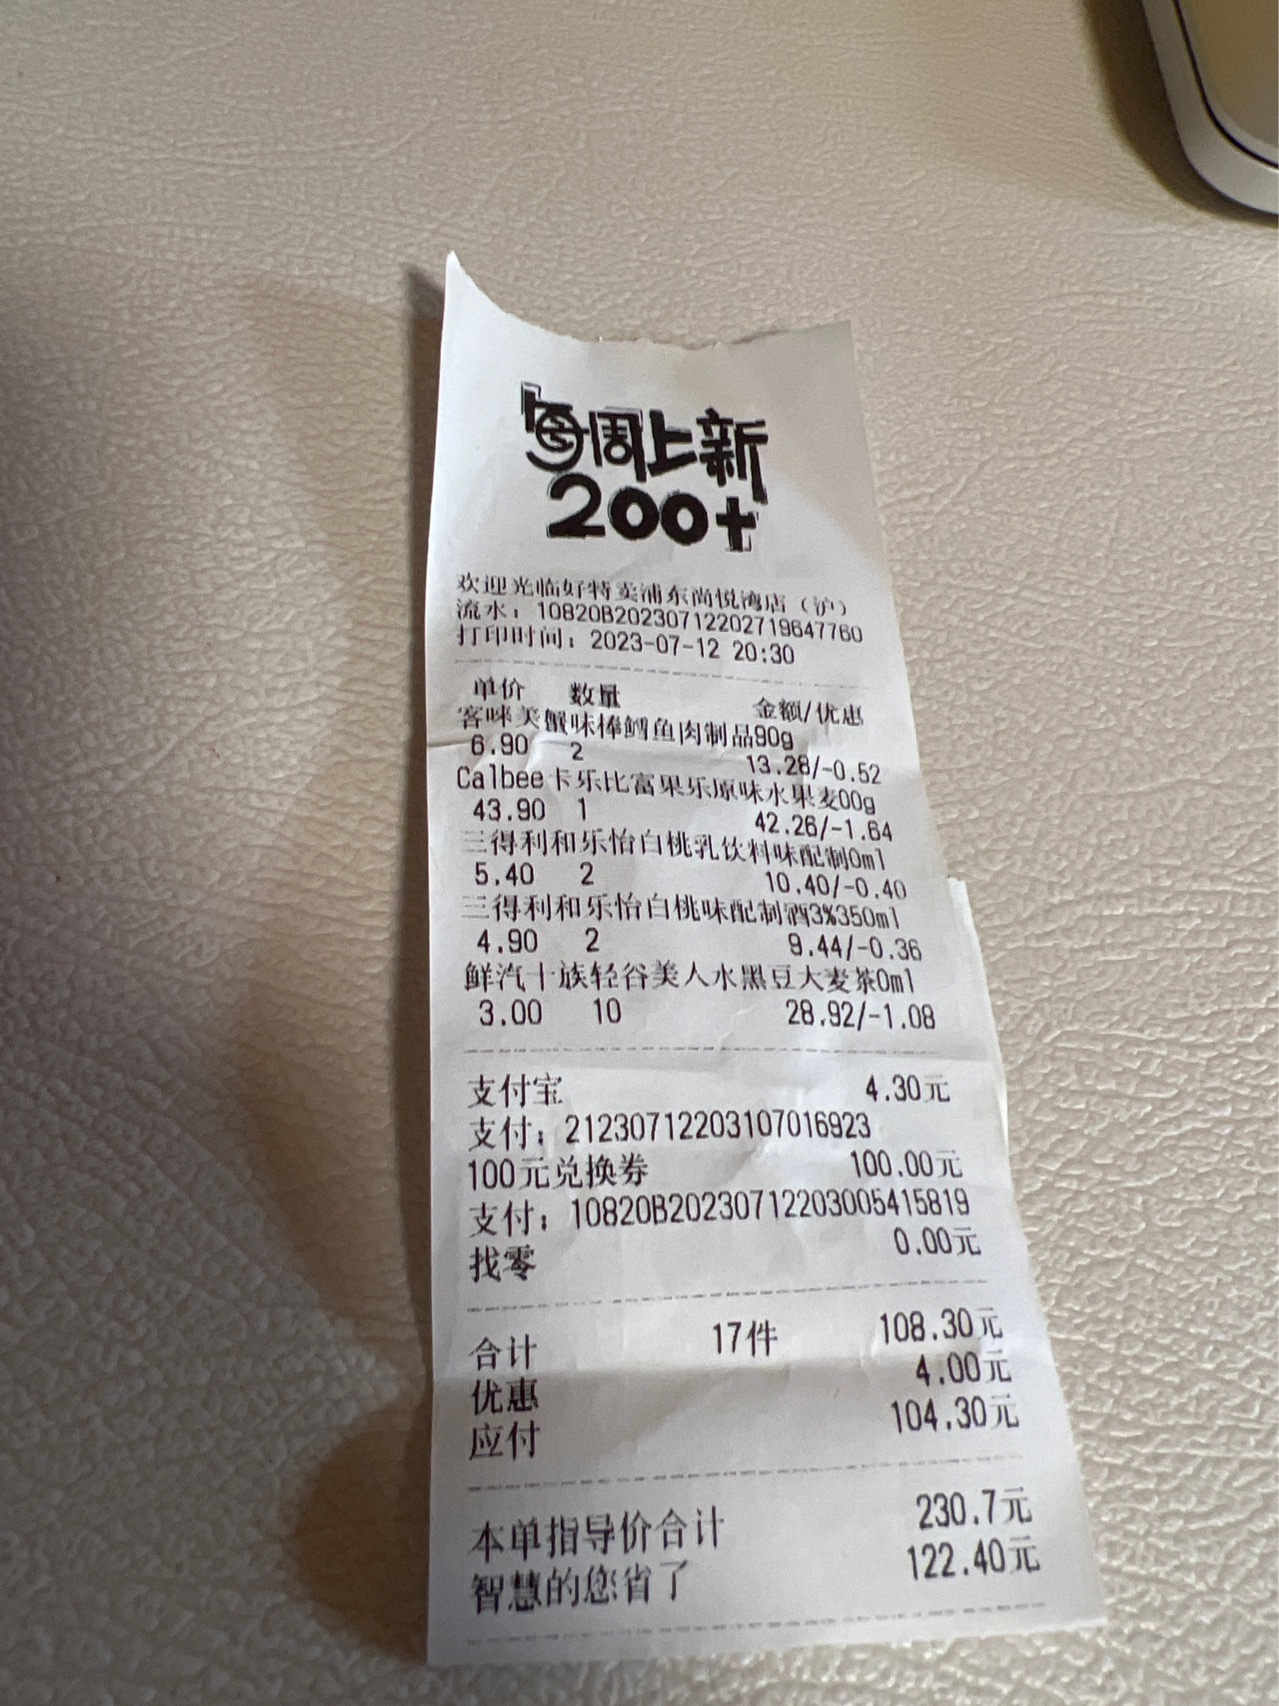 每周上新
200+
欢迎光临好特卖浦东尚悦湾店（沪）
流水：10820B20230712202719647760
打印时间：2023-07-12 20:30
单价 数量 金额/优惠
客唻美蟹味棒鳕鱼肉制品90g
6.90 2 13.28/-0.52
Calbee卡乐比富果乐原味水果麦00g
43.90 1 42.26/-1.64
三得利和乐怡白桃乳饮料味配制0ml
5.40 2 10.40/-0.40
三得利和乐怡白桃味配制酒3%350ml
4.90 2 9.44/-0.36
鲜汽十族轻谷美人水黑豆大麦茶0ml
3.00 10 28.92/-1.08
支付宝 4.30元
支付：212307122203107016923
100元兑换券 100.00元
支付：10820B20230712203005415819
找零 0.00元
合计 17件 108.30元
优惠 4.00元
应付 104.30元
本单指导价合计 230.7元
智慧的您省了 122.40元